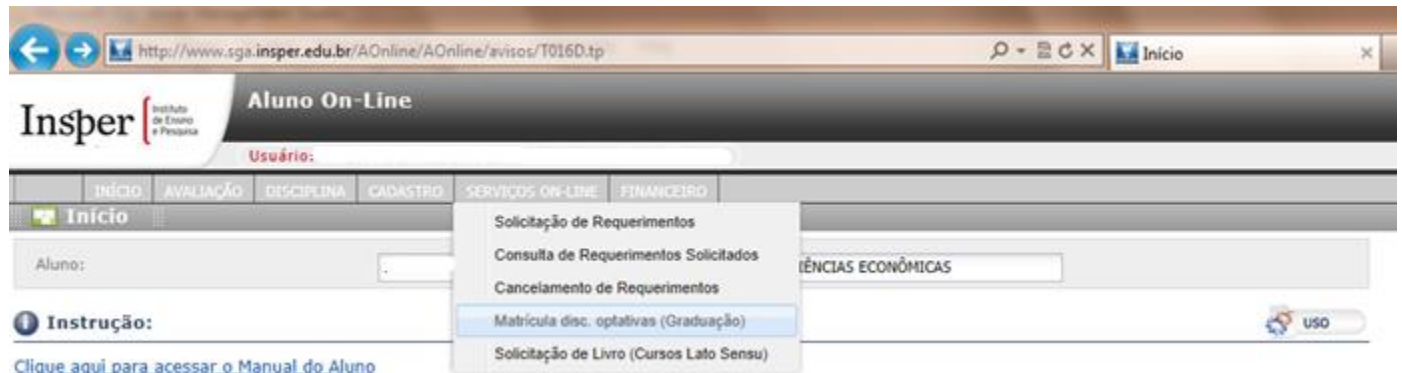 http://www.sga.insper.edu.br/AOnline/AOnline/avisos/T016D.tp
Início
Insper
Instituto
de Ensino
e Pesquisa
Aluno On-Line
Usuário:
INÍCIO AVALIAÇÃO DISCIPLINA CADASTRO SERVIÇOS ON-LINE FINANCEIRO
Início
Solicitação de Requerimentos
Consulta de Requerimentos Solicitados
Cancelamento de Requerimentos
Matrícula disc. optativas (Graduação)
Solicitação de Livro (Cursos Lato Sensu)
Aluno:
. ÊNCIAS ECONÔMICAS
Instrução:
USO
Clique aqui para acessar o Manual do Aluno